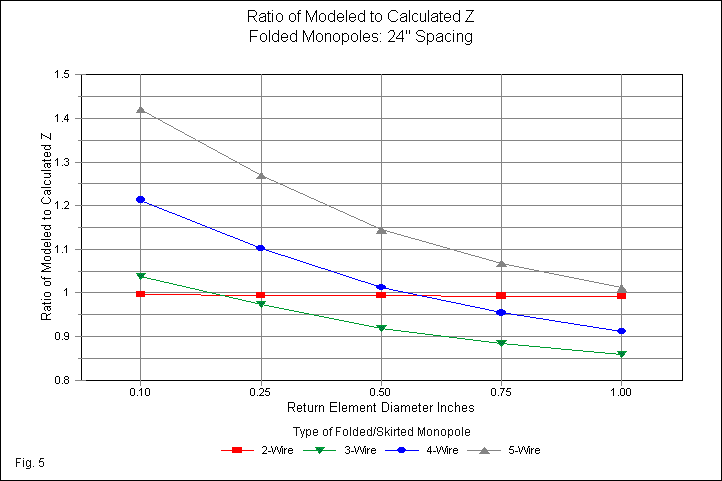 Ratio of Modeled to Calculated Z
Folded Monopoles: 24" Spacing
Ratio of Modeled to Calculated Z
1.5
1.4
1.3
1.2
1.1
1
0.9
0.8
0.10 0.25 0.50 0.75 1.00
Return Element Diameter Inches
Type of Folded/Skirted Monopole
2-Wire 3-Wire 4-Wire 5-Wire
Fig. 5